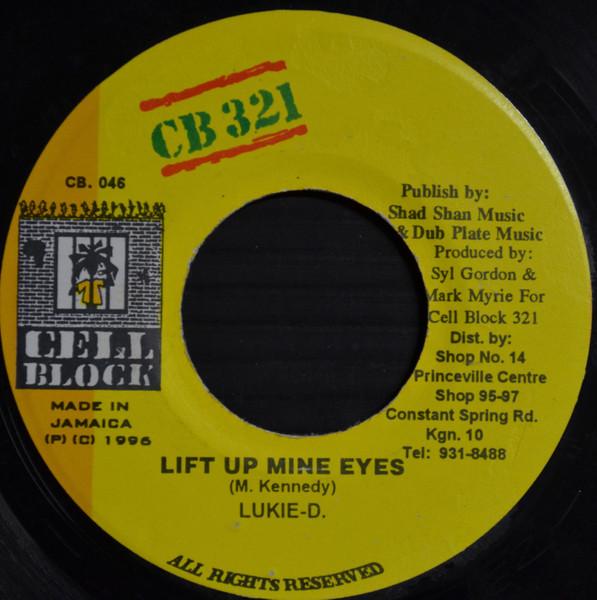 CB 321
CB. 046
CELL
BLOCK
MADE IN
JAMAICA
(P) (C) 1996
Publish by:
Shad Shan Music
& Dub Plate Music
Produced by:
Syl Gordon &
Mark Myrie For
Cell Block 321
Dist. by:
Shop No. 14
Princeville Centre
Shop 95-97
Constant Spring Rd.
Kgn. 10
Tel: 931-8488
LIFT UP MINE EYES
(M. Kennedy)
LUKIE-D.
ALL RIGHTS RESERVED